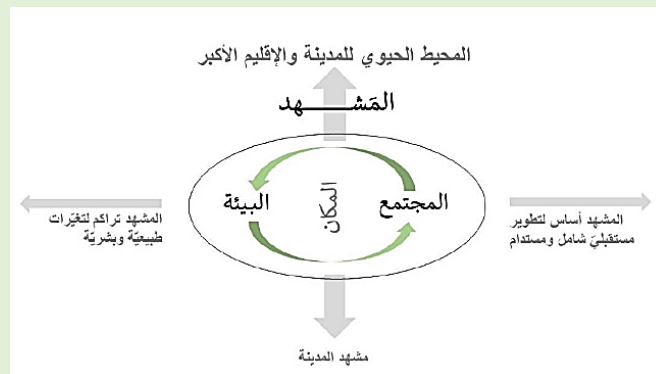 المحيط الحيوي للمدينة والإقليم الأكبر
المَشـــــهد
المجتمع
المكان
البيئة
المشهد أساس لتطوير
مستقبليّ شامل ومستدام
المشهد تراكم لتغيّرات
طبيعيّة وبشريّة
مشهد المدينة